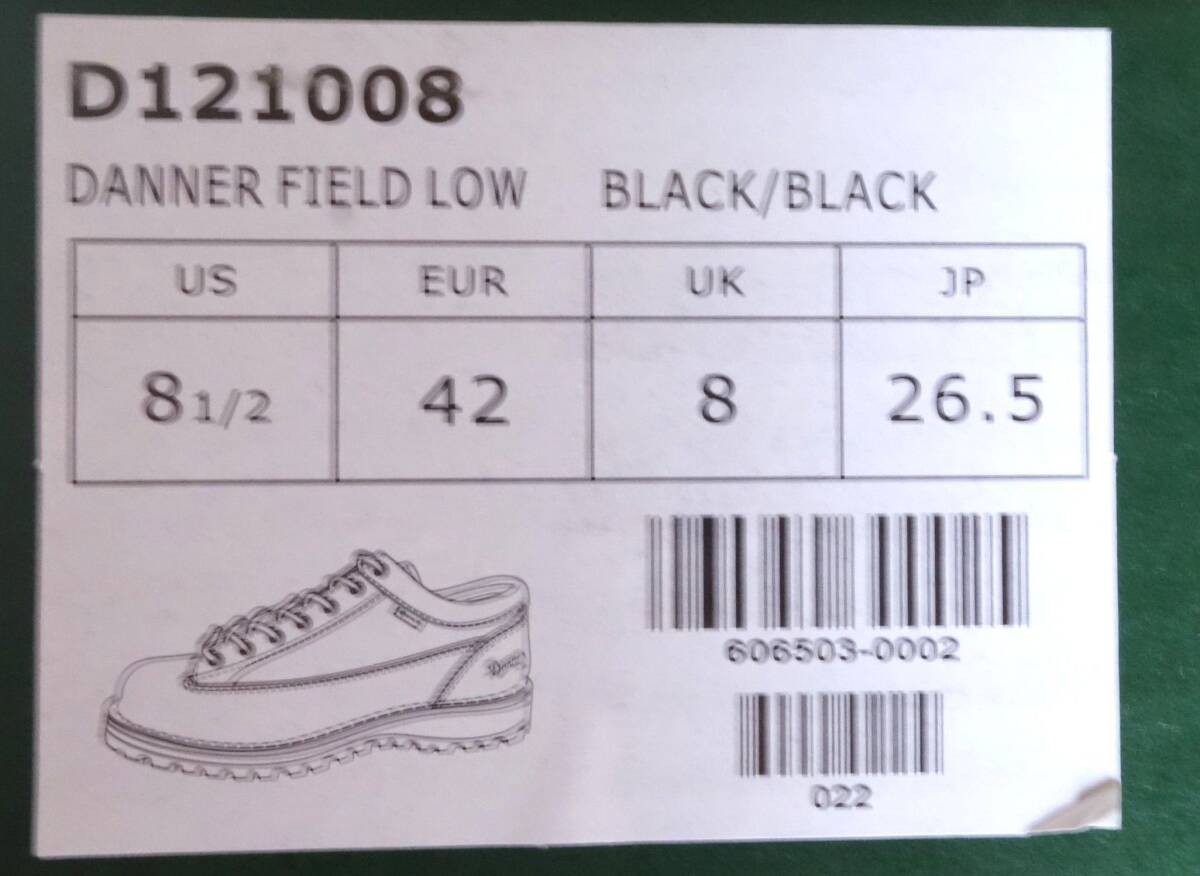 D121008
DANNER FIELD LOW BLACK/BLACK
US EUR UK JP
8 1/2 42 8 26.5
Danner
606503-0002
022